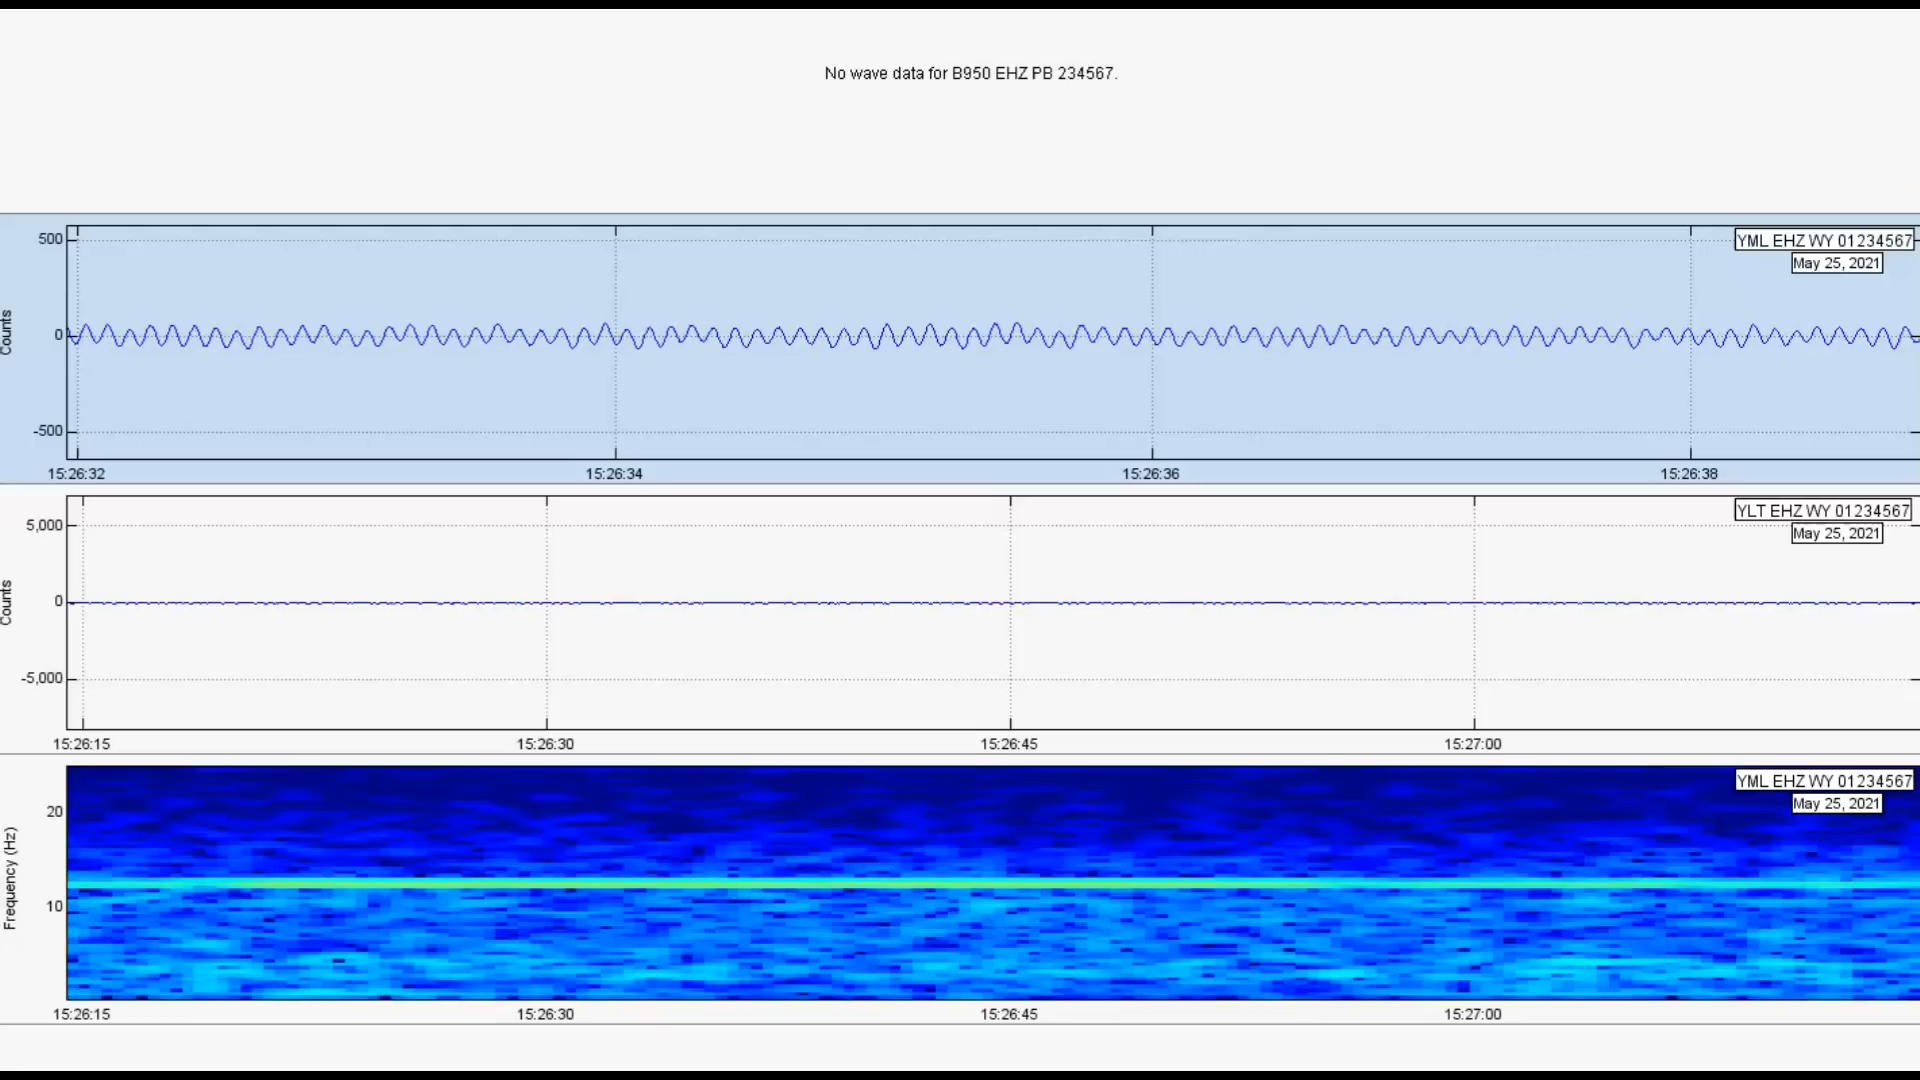 No wave data for B950 EHZ PB 234567.
500
0
-500
Counts
YML EHZ WY 01234567
May 25, 2021
15:26:32 15:26:34 15:26:36 15:26:38
5,000
0
-5,000
Counts
YLT EHZ WY 01234567
May 25, 2021
15:26:15 15:26:30 15:26:45 15:27:00
20
10
Frequency (Hz)
YML EHZ WY 01234567
May 25, 2021
15:26:15 15:26:30 15:26:45 15:27:00